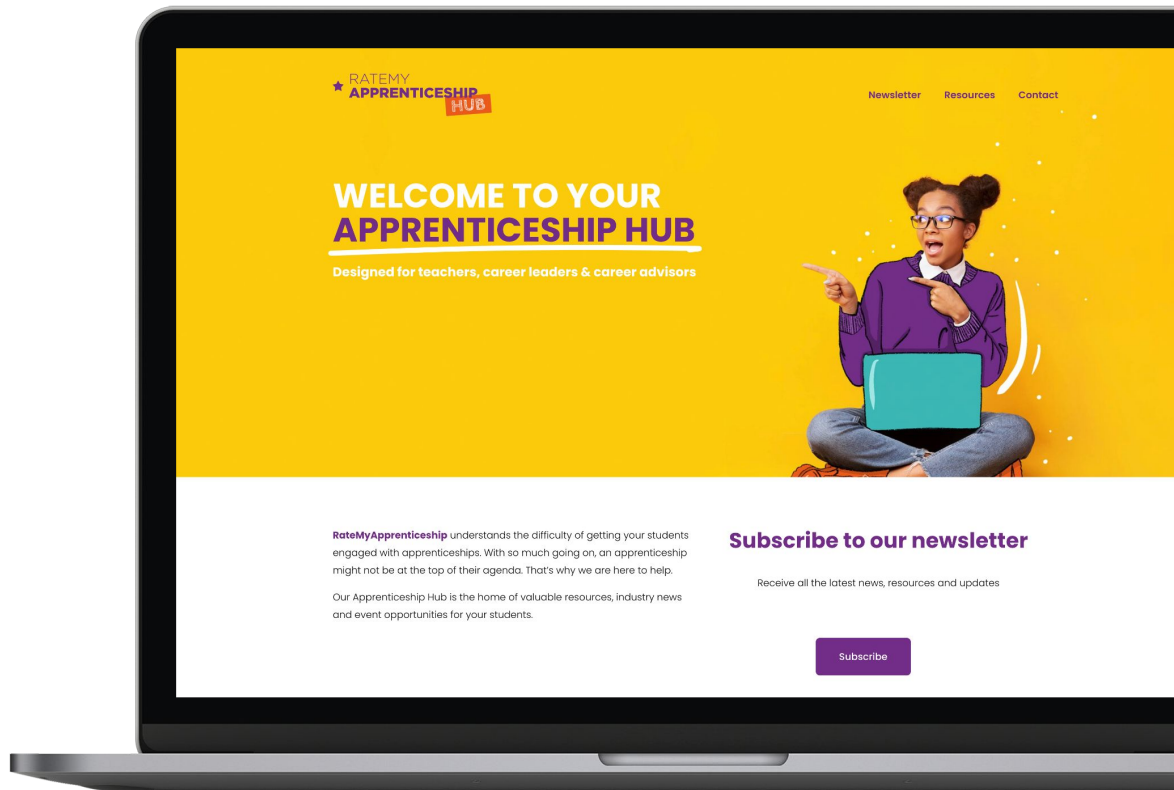 RATEMY
APPRENTICESHIP
HUB
Newsletter Resources Contact
WELCOME TO YOUR
APPRENTICESHIP HUB
Designed for teachers, career leaders & career advisors
RateMyApprenticeship understands the difficulty of getting your students
engaged with apprenticeships. With so much going on, an apprenticeship
might not be at the top of their agenda. That's why we are here to help.
Our Apprenticeship Hub is the home of valuable resources, industry news
and event opportunities for your students.
Subscribe to our newsletter
Receive all the latest news, resources and updates
Subscribe